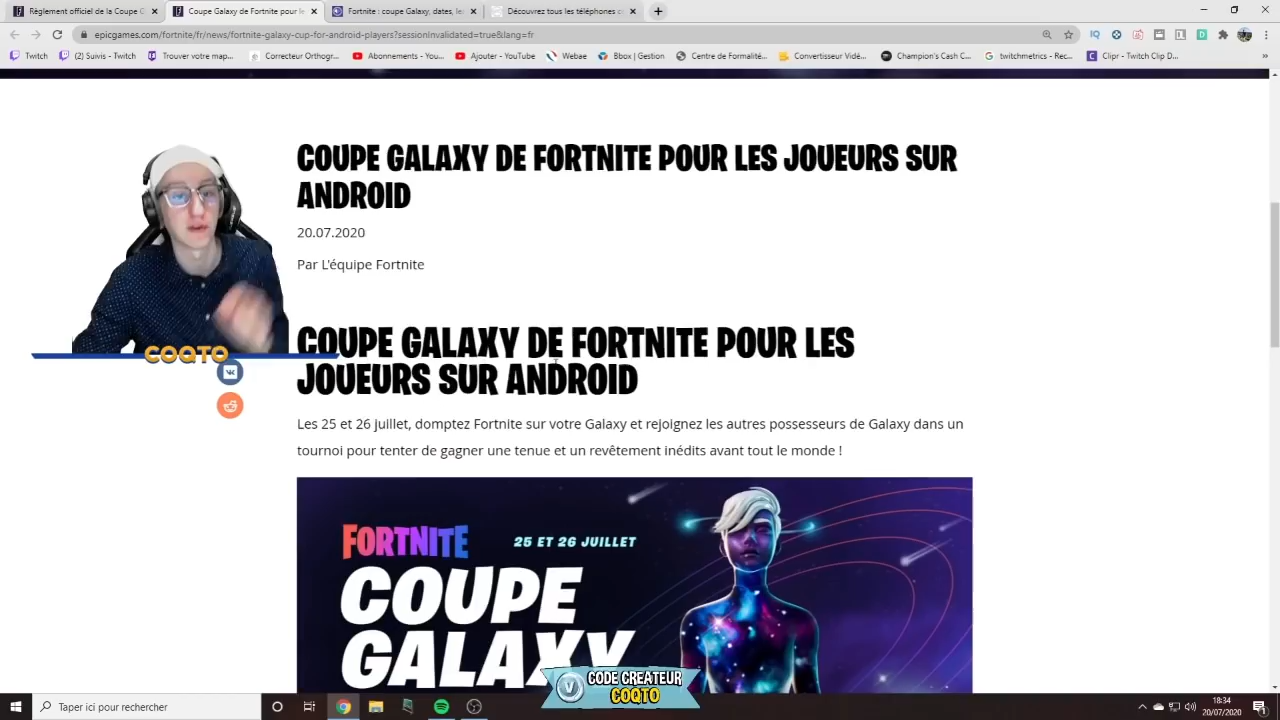 Règlement officiel de la Coupe G
Coupe Galaxy de Fortnite pour le
Fortnite : coupe Galaxy, dates, le
Découvrez tous les téléphones c
epicgames.com/fortnite/fr/news/fortnite-galaxy-cup-for-android-players?sessionInvalidated=true&lang=fr
Twitch
(2) Suivis - Twitch
Trouver votre map...
Correcteur Orthogr...
Abonnements - You...
Ajouter - YouTube
Webae
Bbox | Gestion
Centre de Formalité...
Convertisseur Vidéo...
Champion's Cash C...
twitchmetrics - Rec...
Clipr - Twitch Clip D...
COUPE GALAXY DE FORTNITE POUR LES JOUEURS SUR
ANDROID
20.07.2020
Par L'équipe Fortnite
COQTO
COUPE GALAXY DE FORTNITE POUR LES
JOUEURS SUR ANDROID
Les 25 et 26 juillet, domptez Fortnite sur votre Galaxy et rejoignez les autres possesseurs de Galaxy dans un
tournoi pour tenter de gagner une tenue et un revêtement inédits avant tout le monde !
FORTNITE
25 ET 26 JUILLET
COUPE
GALAXY
CODE CREATEUR
COQTO
Taper ici pour rechercher
18:34
20/07/2020